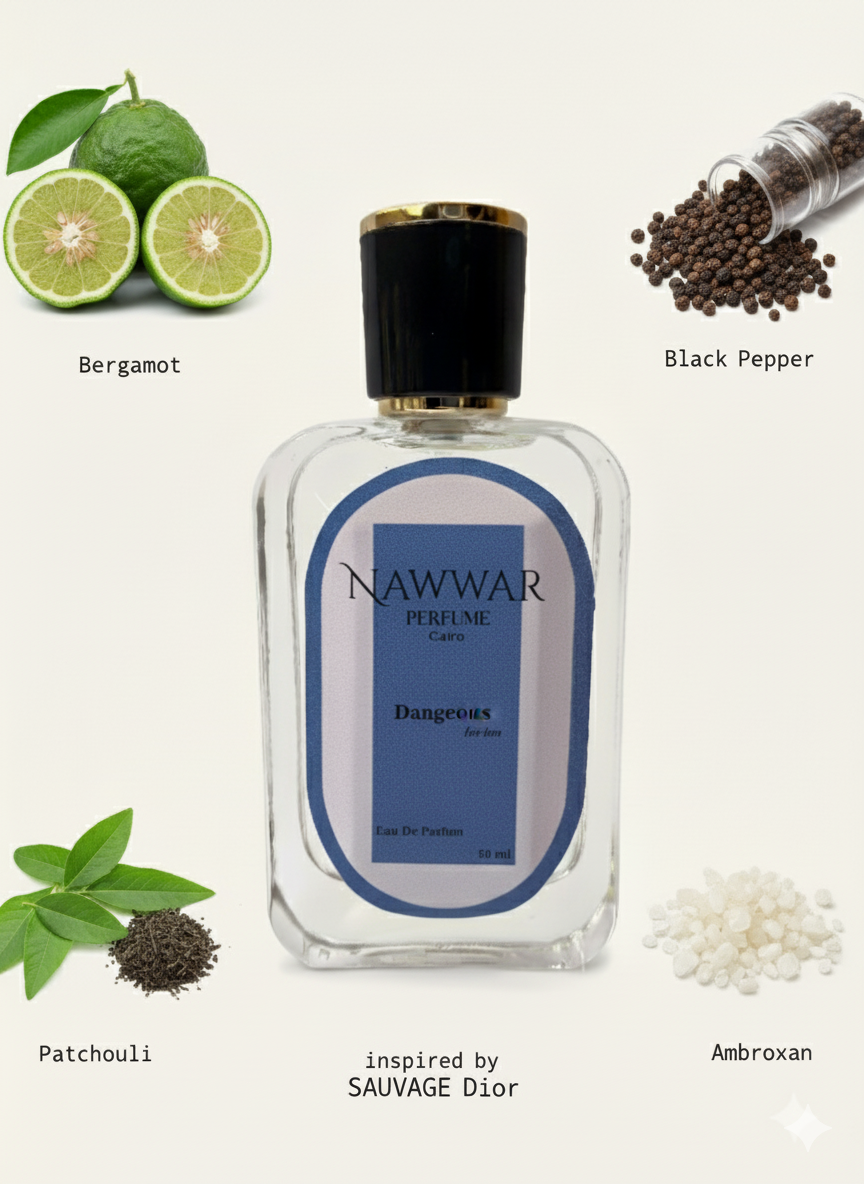 Bergamot
Black Pepper
NAWWAR
PERFUME
Cairo
Eau De Parfum
50 ml
Patchouli
Ambroxan
inspired by
SAUVAGE Dior